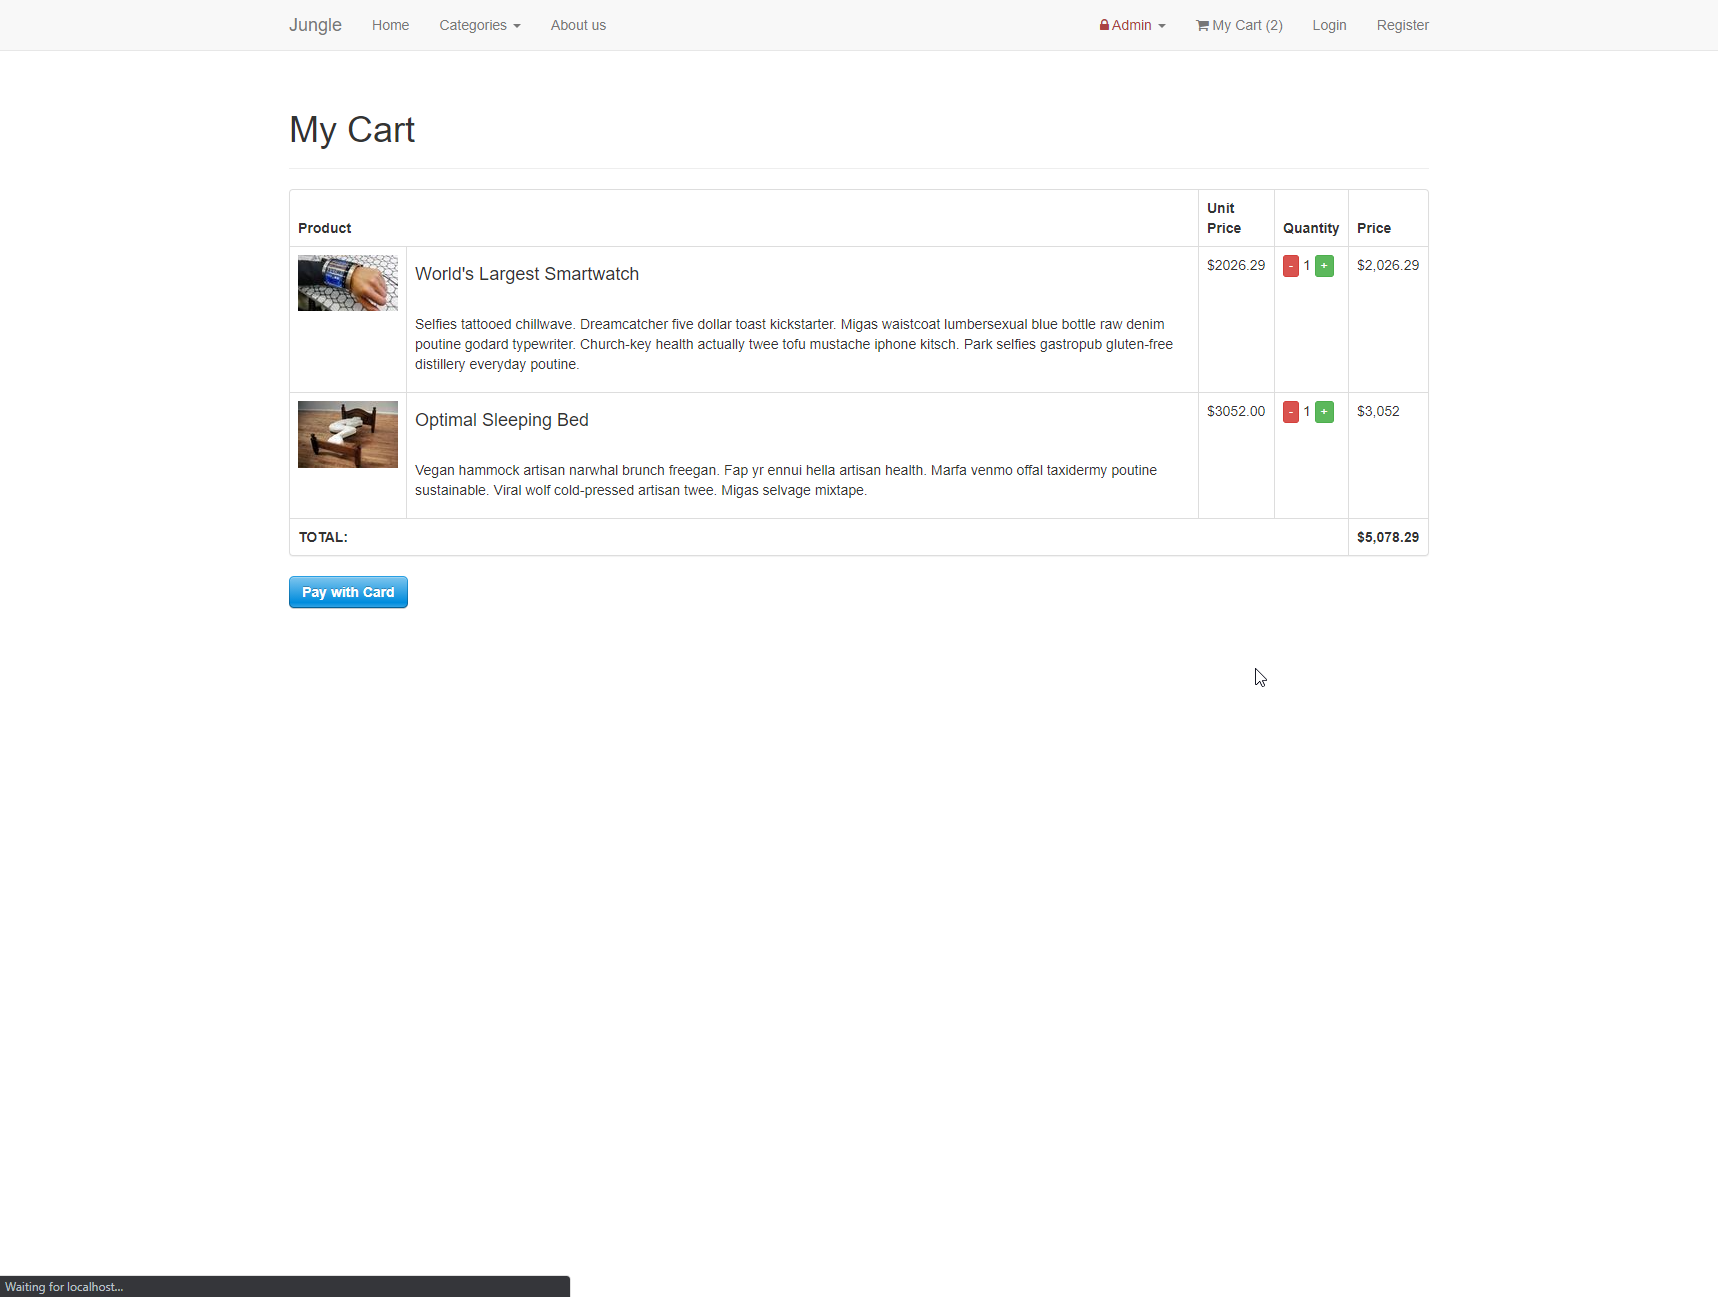 Jungle Home Categories About us Admin My Cart (2) Login Register
My Cart
Product Unit Price Quantity Price
World's Largest Smartwatch $2026.29 - 1 + $2,026.29
Selfies tattooed chillwave. Dreamcatcher five dollar toast kickstarter. Migas waistcoat lumbersexual blue bottle raw denim
poutine godard typewriter. Church-key health actually twee tofu mustache iphone kitsch. Park selfies gastropub gluten-free
distillery everyday poutine.
Optimal Sleeping Bed $3052.00 - 1 + $3,052
Vegan hammock artisan narwhal brunch freegan. Fap yr ennui hella artisan health. Marfa venmo offal taxidermy poutine
sustainable. Viral wolf cold-pressed artisan twee. Migas selvage mixtape.
TOTAL: $5,078.29
Pay with Card
Waiting for localhost...